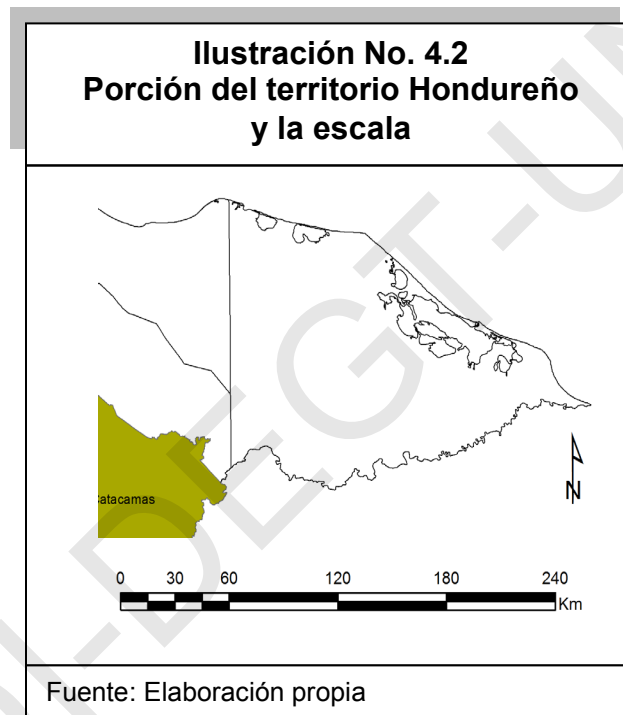 Ilustración No. 4.2
Porción del territorio Hondureño
y la escala
atacamas
N
0 30 60 120 180 240
Km
Fuente: Elaboración propia